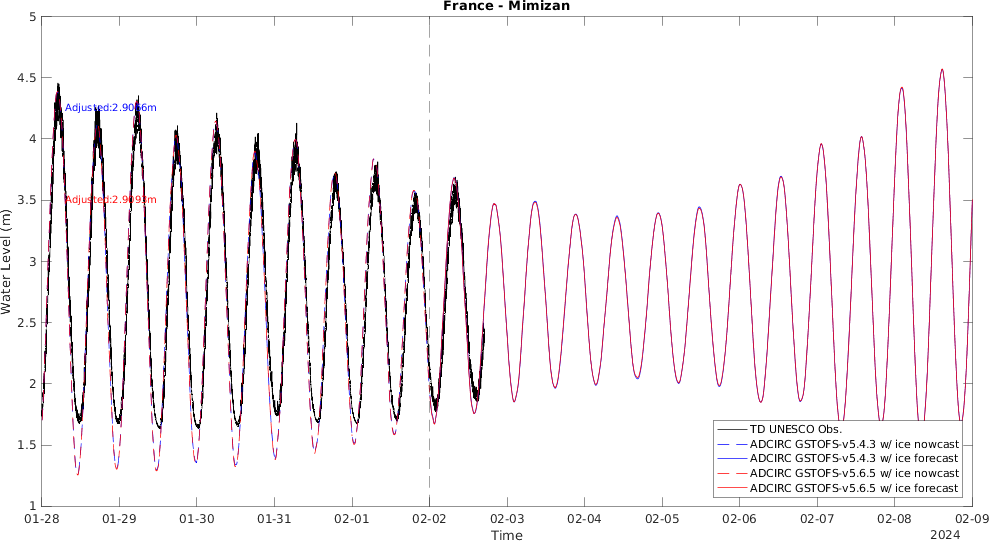 France - Mimizan
Water Level (m)
5
4.5
4
3.5
3
2.5
2
1.5
1
Adjusted:2.9066m
Adjusted:2.9093m
TD UNESCO Obs.
ADCIRC GSTOFS-v5.4.3 w/ ice nowcast
ADCIRC GSTOFS-v5.4.3 w/ ice forecast
ADCIRC GSTOFS-v5.6.5 w/ ice nowcast
ADCIRC GSTOFS-v5.6.5 w/ ice forecast
01-28 01-29 01-30 01-31 02-01 02-02 02-03 02-04 02-05 02-06 02-07 02-08 02-09
Time
2024